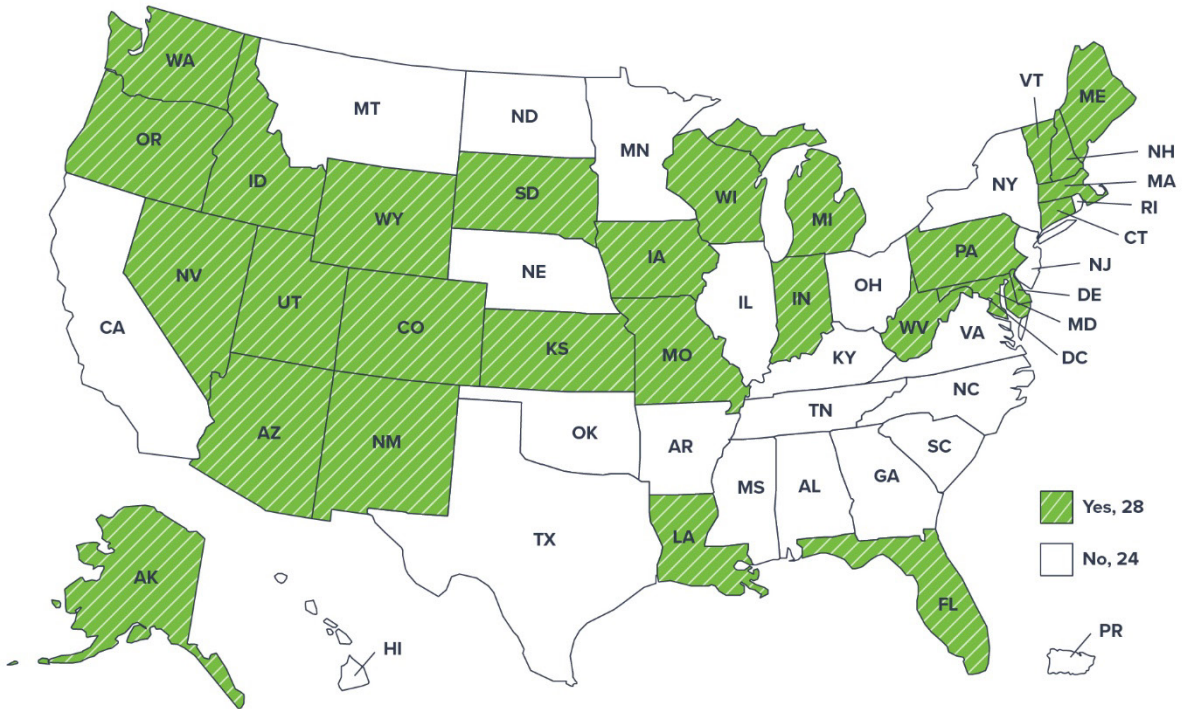 WA
MT
ND
MN
VT
ME
OR
ID
SD
WI
MI
NY
NH
MA
RI
CT
WY
NE
IA
PA
NJ
NV
UT
CO
IL
IN
OH
DE
MD
DC
CA
KS
MO
WV
VA
KY
AZ
NM
OK
AR
TN
NC
SC
MS
AL
GA
TX
LA
FL
AK
HI
PR
Yes, 28
No, 24